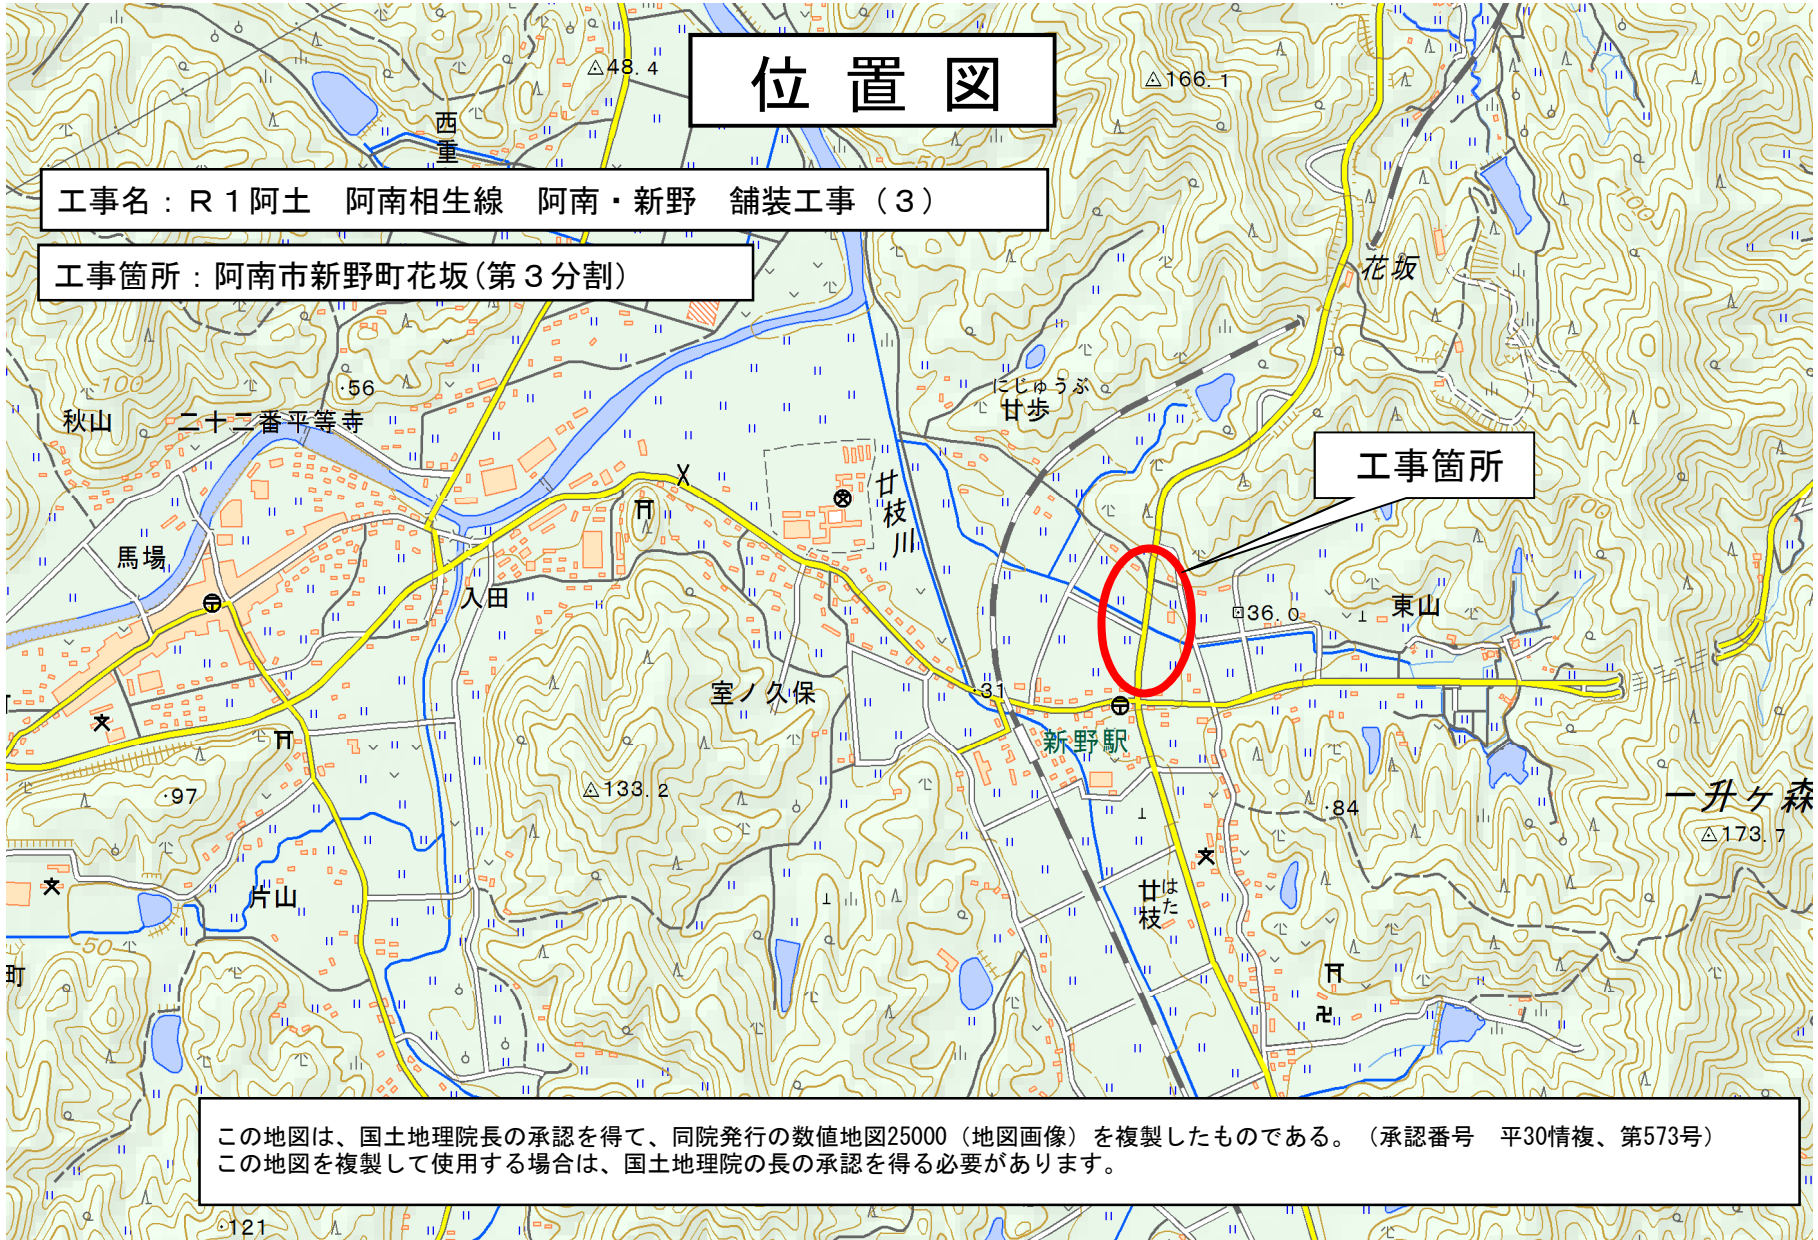 位置図
工事名：Ｒ１阿土　阿南相生線　阿南・新野　舗装工事（３）
工事箇所：阿南市新野町花坂(第３分割)
工事箇所
48.4
166.1
西重
100
50
花坂
100
56
秋山
二十二番平等寺
にじゅうぶ
廿歩
廿枝川
馬場
入田
36.0
東山
室ノ久保
31
新野駅
133.2
97
84
一升ヶ森
173.7
片山
はた
廿枝
50
町
この地図は、国土地理院長の承認を得て、同院発行の数値地図25000（地図画像）を複製したものである。（承認番号　平30情複、第573号）
この地図を複製して使用する場合は、国土地理院の長の承認を得る必要があります。
121